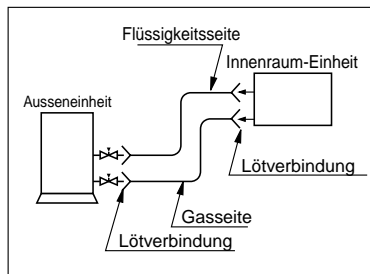 Flüssigkeitsseite
Innenraum-Einheit
Ausseneinheit
Lötverbindung
Gasseite
Lötverbindung